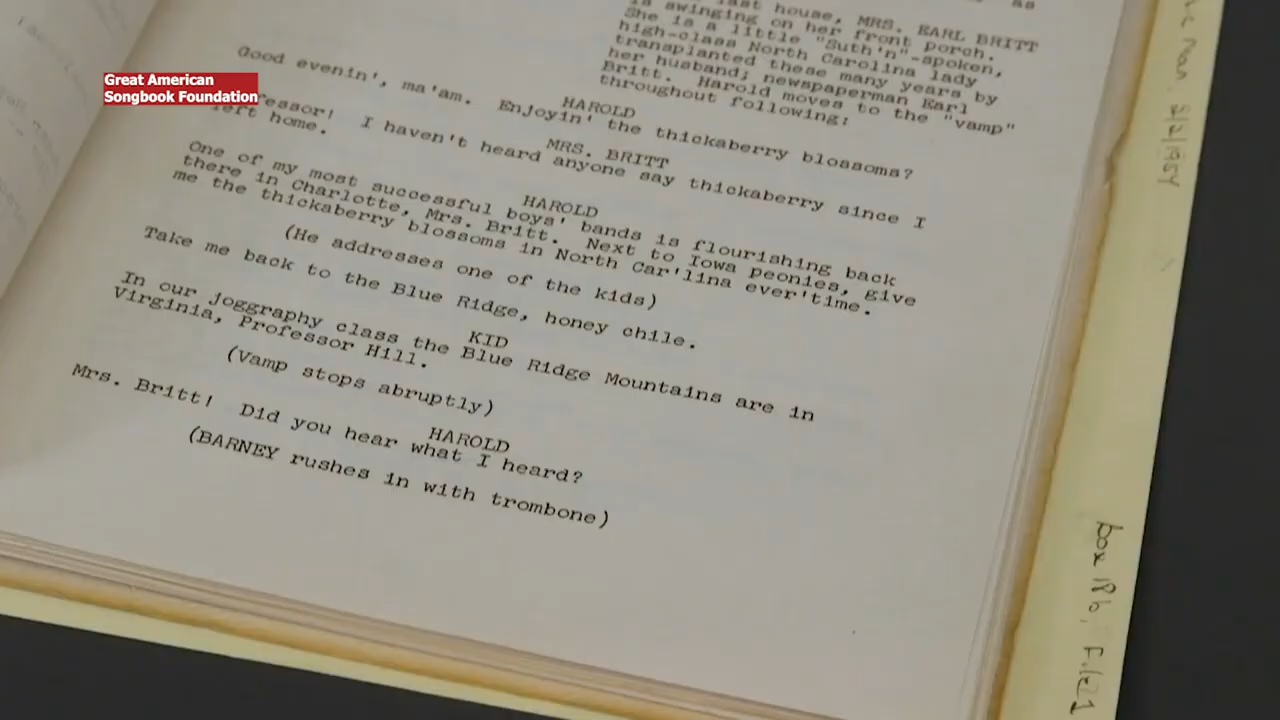 as
last house, MRS. EARL BRITT
is swinging on her front porch.
She is a little "Suth'n"-spoken,
high-class North Carolina lady
transplanted these many years by
her husband; newspaperman Earl
Britt. Harold moves to the "vamp"
throughout following:
HAROLD
Good evenin', ma'am. Enjoyin' the thickaberry blossoms?
MRS. BRITT
fessor! I haven't heard anyone say thickaberry since I
left home.
HAROLD
One of my most successful boys' bands is flourishing back
there in Charlotte, Mrs. Britt. Next to Iowa peonies, give
me the thickaberry blossoms in North Car'lina ever'time.
(He addresses one of the kids)
Take me back to the Blue Ridge, honey chile.
KID
In our joggraphy class the Blue Ridge Mountains are in
Virginia, Professor Hill.
(Vamp stops abruptly)
HAROLD
Mrs. Britt! Did you hear what I heard?
(BARNEY rushes in with trombone)
Great American
Songbook Foundation
Man.
box 18b, F.1